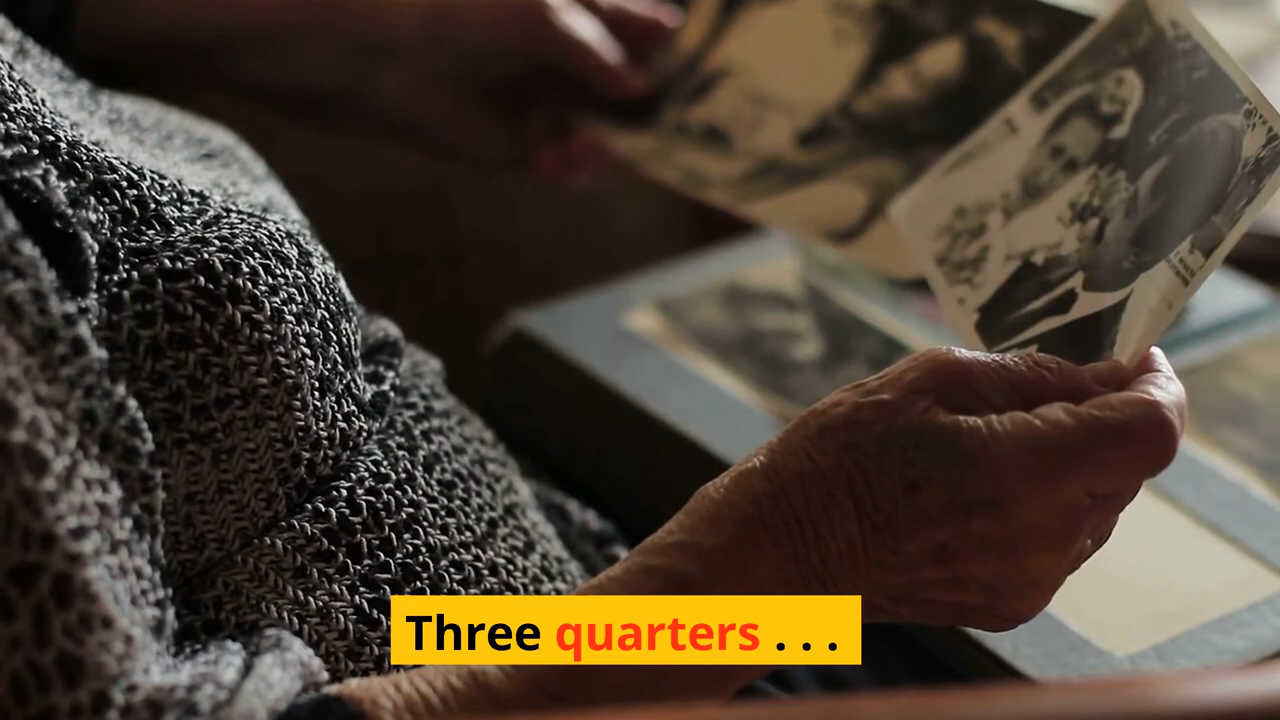 Three quarters . . .